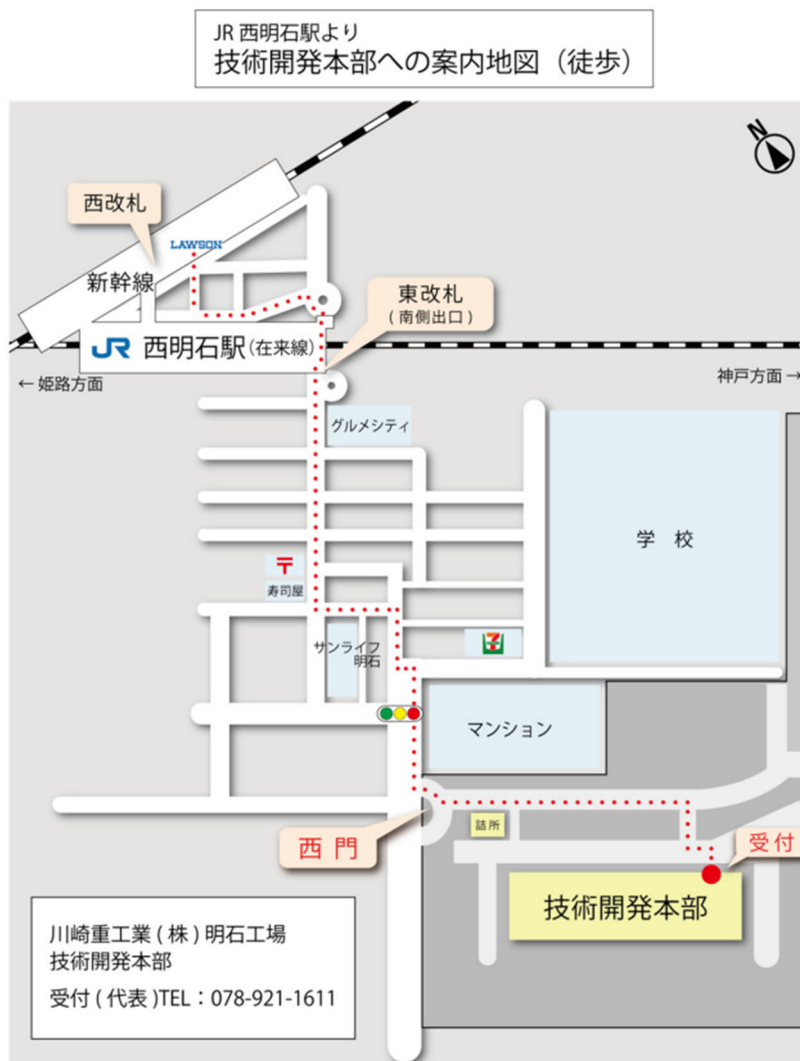 JR 西明石駅より
技術開発本部への案内地図（徒歩）
N
西改札
LAWSON
新幹線
東改札
(南側出口)
JR 西明石駅(在来線)
←姫路方面
神戸方面→
グルメシティ
学 校
〒
寿司屋
サンライフ
明石
7
マンション
詰所
西門
受付
技術開発本部
川崎重工業(株)明石工場
技術開発本部
受付(代表)TEL：078-921-1611